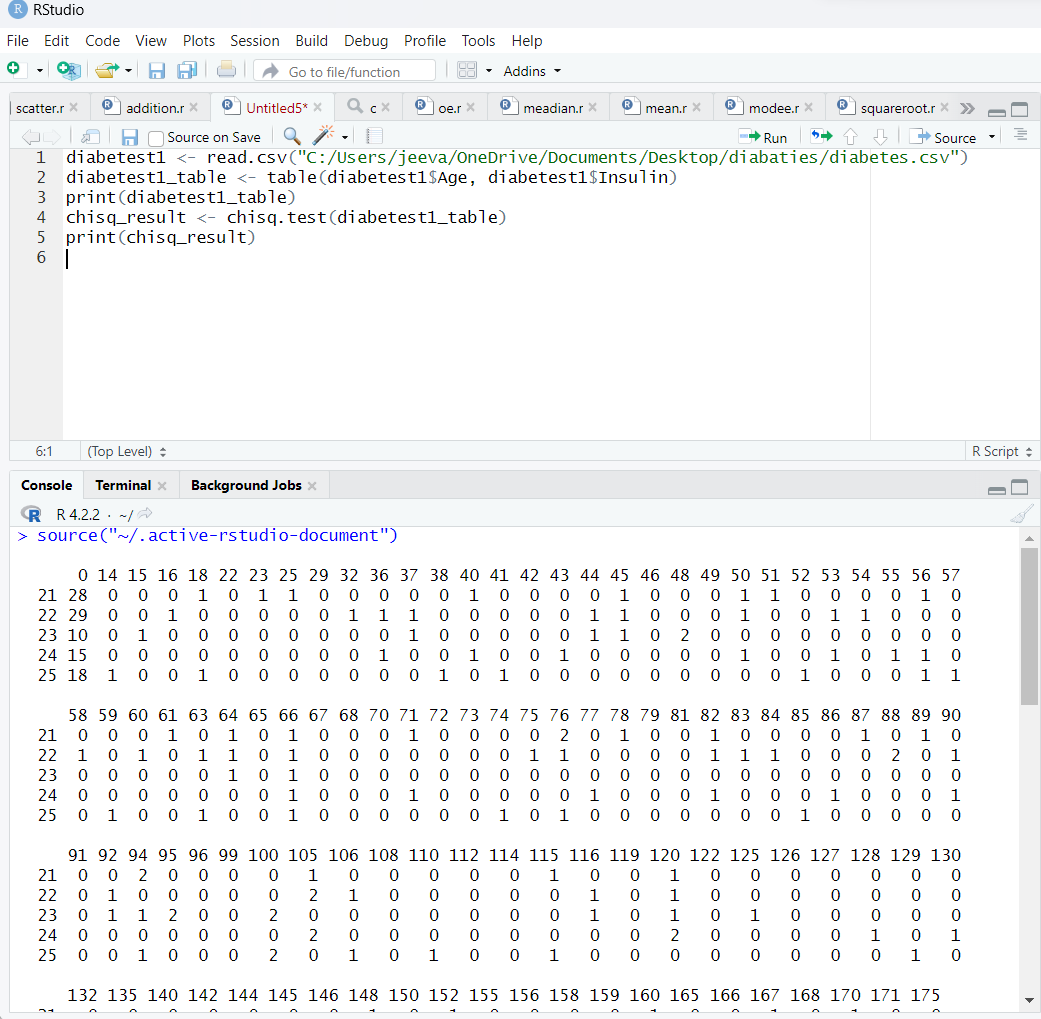 RStudio
File Edit Code View Plots Session Build Debug Profile Tools Help
Go to file/function Addins
scatter.r addition.r Untitled5* c oe.r meadian.r mean.r modee.r squareroot.r
Source on Save Run Source
1 diabetest1 <- read.csv("C:/Users/jeeva/OneDrive/Documents/Desktop/diabaties/diabetes.csv")
2 diabetest1_table <- table(diabetest1$Age, diabetest1$Insulin)
3 print(diabetest1_table)
4 chisq_result <- chisq.test(diabetest1_table)
5 print(chisq_result)
6
6:1 (Top Level) R Script
Console Terminal Background Jobs
R 4.2.2 · ~/
> source("~/.active-rstudio-document")
0 14 15 16 18 22 23 25 29 32 36 37 38 40 41 42 43 44 45 46 48 49 50 51 52 53 54 55 56 57
21 28 0 0 0 1 0 1 1 0 0 0 0 0 1 0 0 0 0 1 0 0 0 1 1 0 0 0 0 1 0
22 29 0 0 1 0 0 0 0 0 1 1 1 0 0 0 0 0 1 1 0 0 0 1 0 0 1 1 0 0 0
23 10 0 1 0 0 0 0 0 0 0 0 1 0 0 0 0 0 1 1 0 2 0 0 0 0 0 0 0 0 0
24 15 0 0 0 0 0 0 0 0 0 1 0 0 1 0 0 1 0 0 0 0 0 1 0 0 1 0 1 1 0
25 18 1 0 0 1 0 0 0 0 0 0 0 1 0 1 0 0 0 0 0 0 0 0 0 1 0 0 0 1 1
58 59 60 61 63 64 65 66 67 68 70 71 72 73 74 75 76 77 78 79 81 82 83 84 85 86 87 88 89 90
21 0 0 0 1 0 1 0 1 0 0 0 1 0 0 0 0 2 0 1 0 0 1 0 0 0 0 1 0 1 0
22 1 0 1 0 1 1 0 1 0 0 0 0 0 0 0 1 1 0 0 0 0 1 1 1 0 0 0 2 0 1
23 0 0 0 0 0 1 0 1 0 0 0 0 0 0 0 0 0 0 0 0 0 0 0 0 0 0 0 0 0 0
24 0 0 0 0 0 0 0 1 0 0 0 1 0 0 0 0 0 1 0 0 0 1 0 0 0 1 0 0 0 1
25 0 1 0 0 1 0 0 1 0 0 0 0 0 0 1 0 1 0 0 0 0 0 0 0 1 0 0 0 0 0
91 92 94 95 96 99 100 105 106 108 110 112 114 115 116 119 120 122 125 126 127 128 129 130
21 0 0 2 0 0 0 0 1 0 0 0 0 0 1 0 0 1 0 0 0 0 0 0 0
22 0 1 0 0 0 0 0 2 1 0 0 0 0 0 1 0 1 0 0 0 0 0 0 0
23 0 1 1 2 0 0 2 0 0 0 0 0 0 0 1 0 1 0 1 0 0 0 0 0
24 0 0 0 0 0 0 0 2 0 0 0 0 0 0 0 0 2 0 0 0 0 1 0 1
25 0 0 1 0 0 0 2 0 1 0 1 0 0 1 0 0 0 0 0 0 0 0 1 0
132 135 140 142 144 145 146 148 150 152 155 156 158 159 160 165 166 167 168 170 171 175